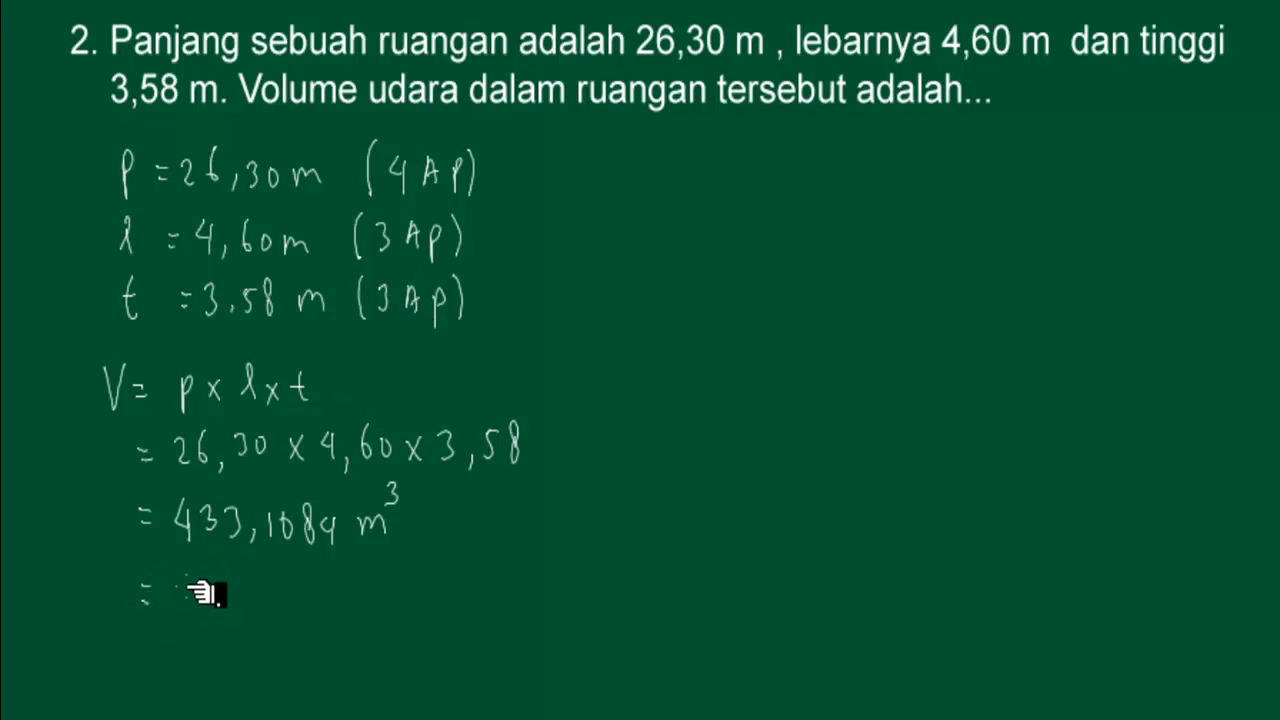 2. Panjang sebuah ruangan adalah 26,30 m , lebarnya 4,60 m dan tinggi
3,58 m. Volume udara dalam ruangan tersebut adalah...
p = 26,30 m (4 AP)
l = 4,60 m (3 AP)
t = 3.58 m (3 AP)
V = p x l x t
= 26,30 x 4,60 x 3,58
= 433,1084 m³
=